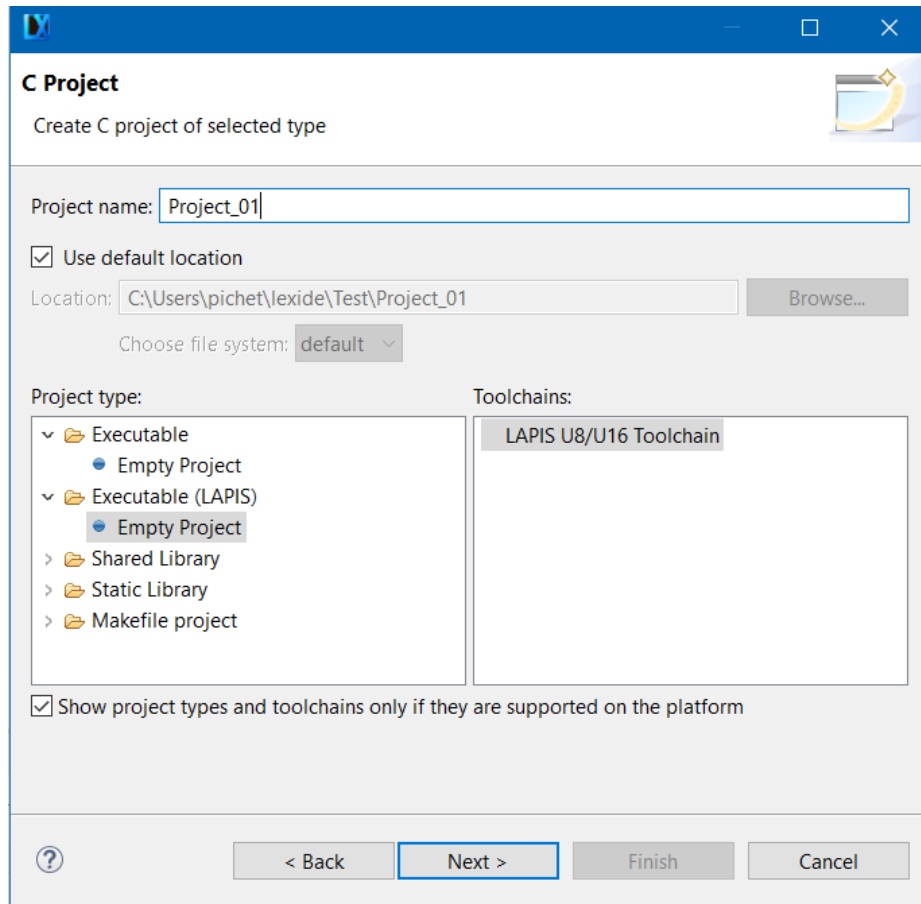 C Project
Create C project of selected type
Project name: Project_01
Use default location
Location: C:\Users\pichet\lexide\Test\Project_01 Browse...
Choose file system: default
Project type: Toolchains:
Executable LAPIS U8/U16 Toolchain
Empty Project
Executable (LAPIS)
Empty Project
Shared Library
Static Library
Makefile project
Show project types and toolchains only if they are supported on the platform
? < Back Next > Finish Cancel